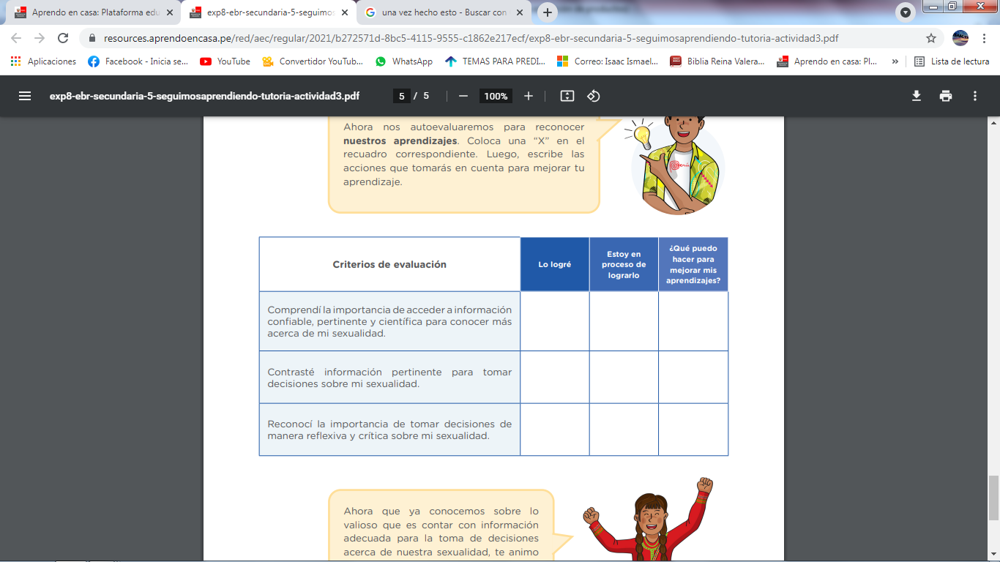 Aprendo en casa: Plataforma edu
exp8-ebr-secundaria-5-seguimos
una vez hecho esto - Buscar con
resources.aprendoencasa.pe/red/aec/regular/2021/b272571d-8bc5-4115-9555-c1862e217ecf/exp8-ebr-secundaria-5-seguimosaprendiendo-tutoria-actividad3.pdf
Aplicaciones
Facebook - Inicia se...
YouTube
Convertidor YouTub...
WhatsApp
TEMAS PARA PREDI...
Correo: Isaac Ismael...
Biblia Reina Valera...
Aprendo en casa: Pl...
»
Lista de lectura
exp8-ebr-secundaria-5-seguimosaprendiendo-tutoria-actividad3.pdf
5 / 5
100%
Ahora nos autoevaluaremos para reconocer
nuestros aprendizajes. Coloca una “X” en el
recuadro correspondiente. Luego, escribe las
acciones que tomarás en cuenta para mejorar tu
aprendizaje.
Perú
Criterios de evaluación
Lo logré
Estoy en
proceso de
lograrlo
¿Qué puedo
hacer para
mejorar mis
aprendizajes?
Comprendí la importancia de acceder a información
confiable, pertinente y científica para conocer más
acerca de mi sexualidad.
Contrasté información pertinente para tomar
decisiones sobre mi sexualidad.
Reconocí la importancia de tomar decisiones de
manera reflexiva y crítica sobre mi sexualidad.
Ahora que ya conocemos sobre lo
valioso que es contar con información
adecuada para la toma de decisiones
acerca de nuestra sexualidad, te animo